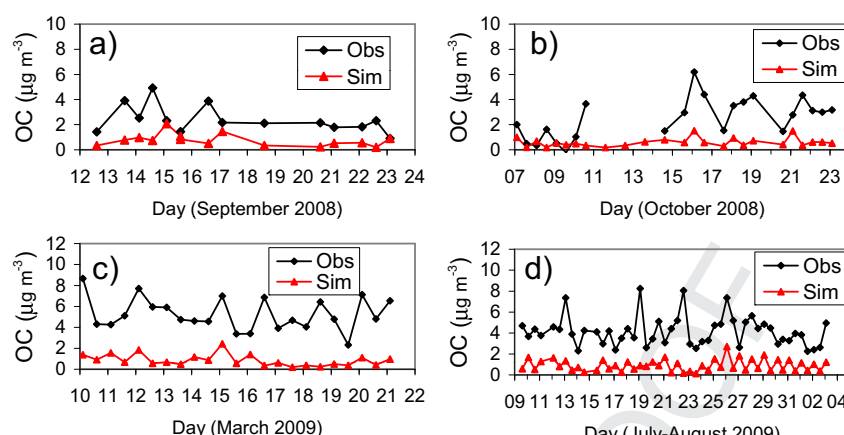 a)
Obs
Sim
OC (µg m-3)
10
8
6
4
2
0
12 13 14 15 16 17 18 19 20 21 22 23 24
Day (September 2008)
b)
Obs
Sim
OC (µg m-3)
10
8
6
4
2
0
07 09 11 13 15 17 19 21 23
Day (October 2008)
c)
Obs
Sim
OC (µg m-3)
12
10
8
6
4
2
0
10 11 12 13 14 15 16 17 18 19 20 21 22
Day (March 2009)
d)
Obs
Sim
OC (µg m-3)
12
10
8
6
4
2
0
09 11 13 15 17 19 21 23 25 27 29 31 02 04
Day (July-August 2009)